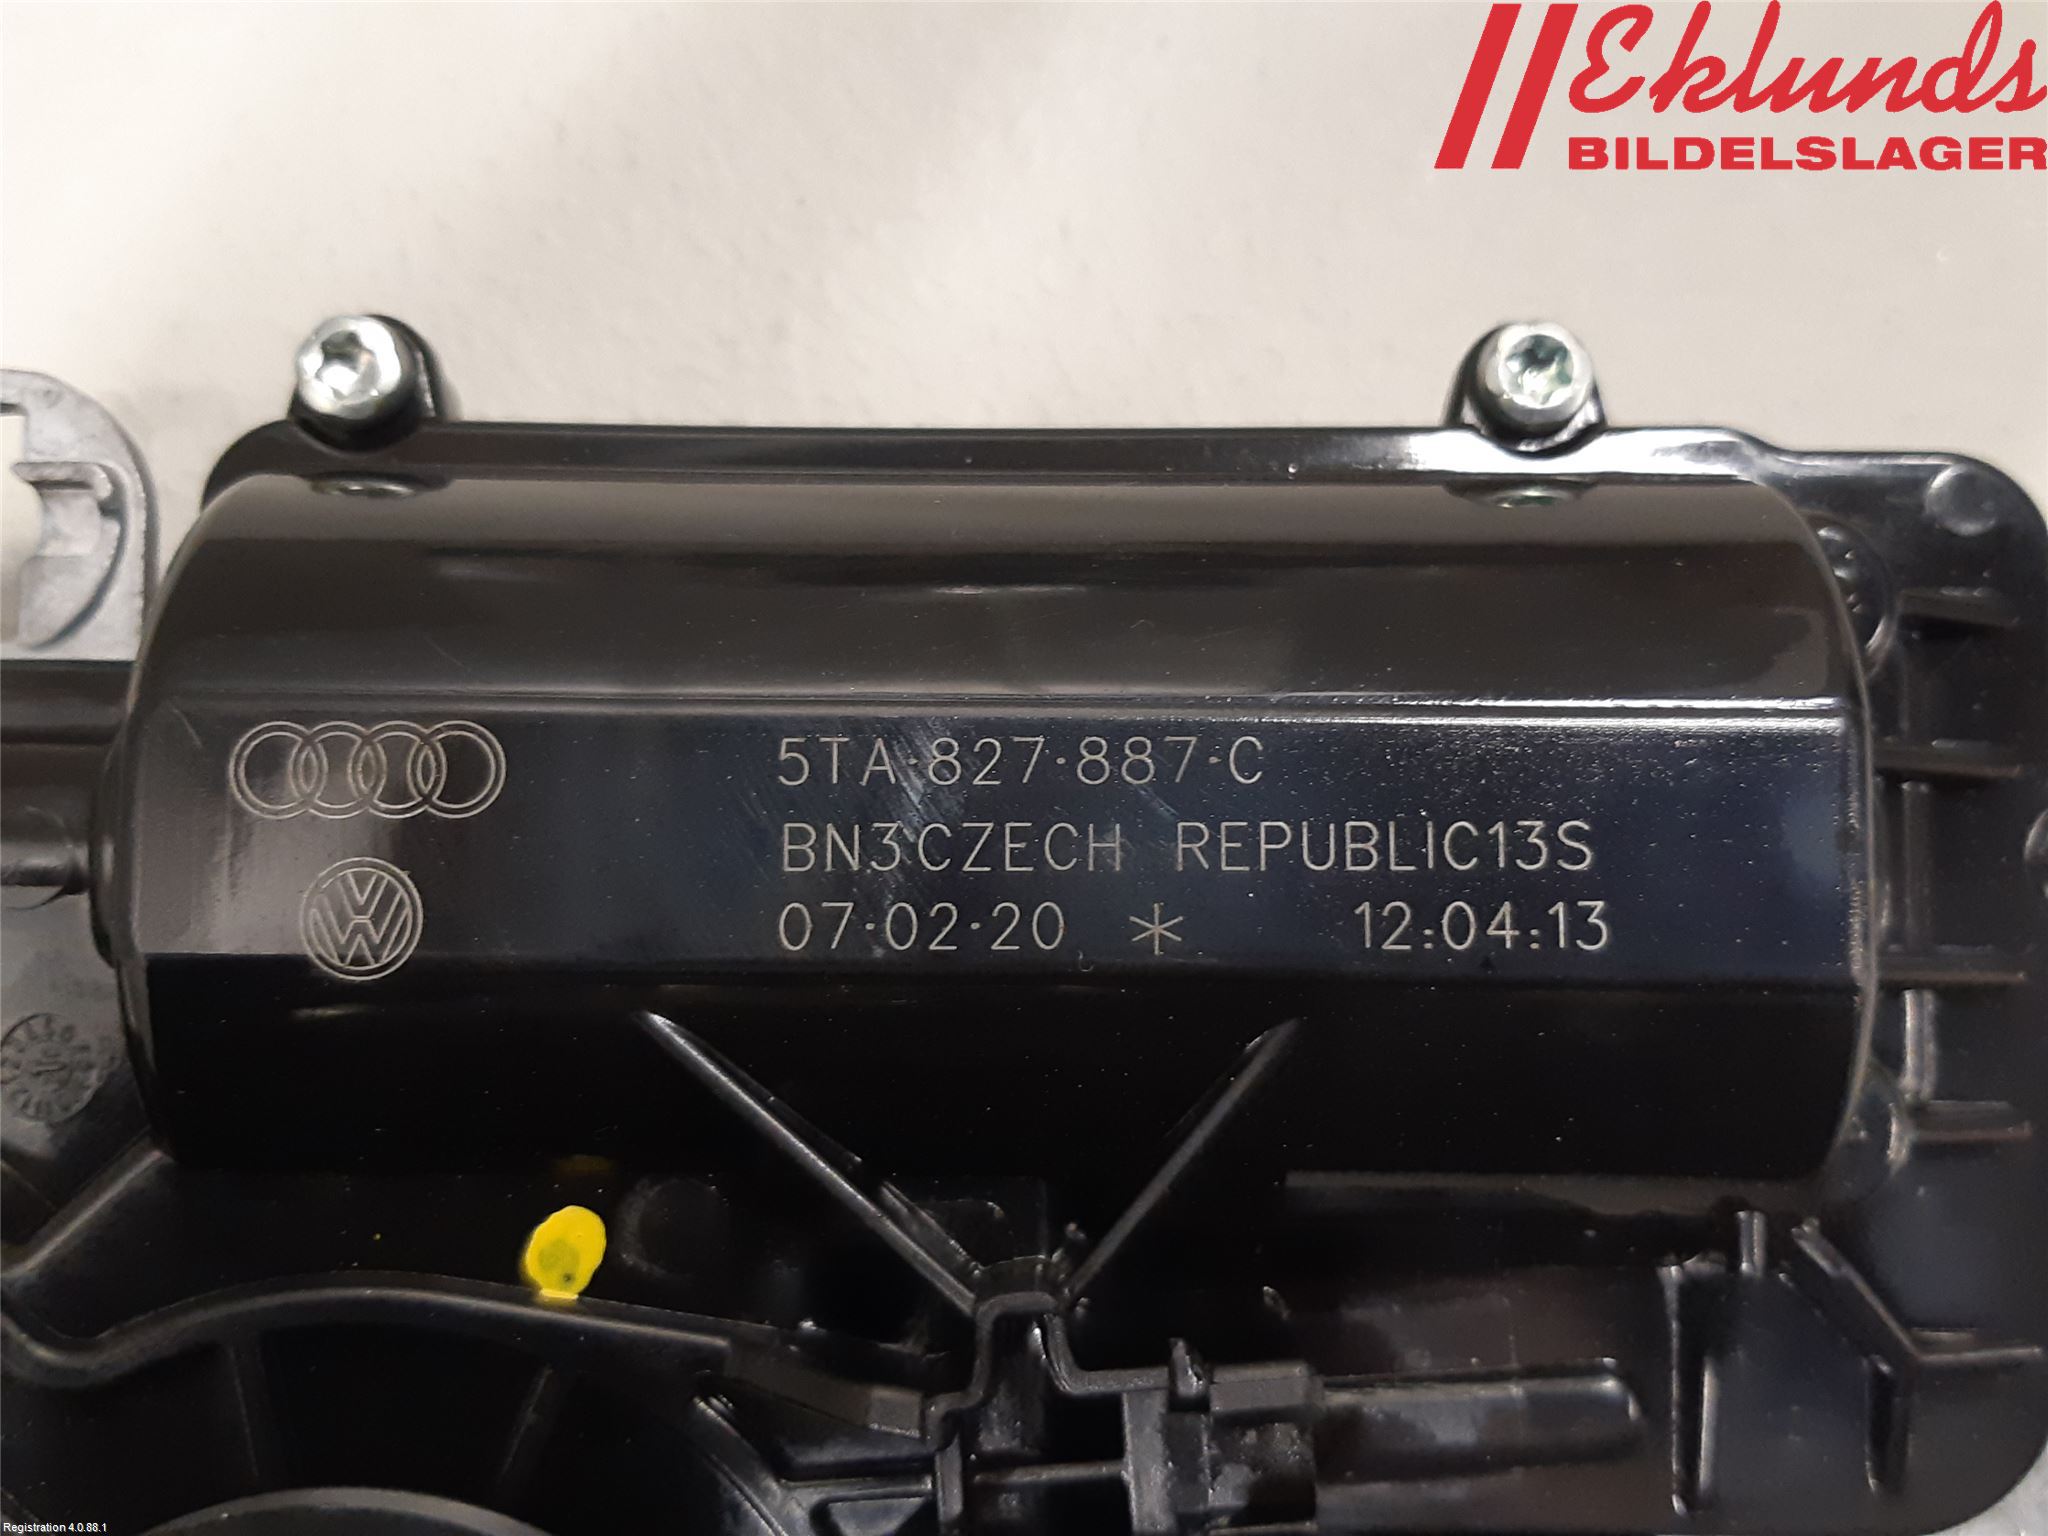 Eklunds
BILDELSLAGER
5TA·827·887·C
BN3CZECH REPUBLIC13S
07·02·20 * 12:04:13
Registration 4.0.88.1